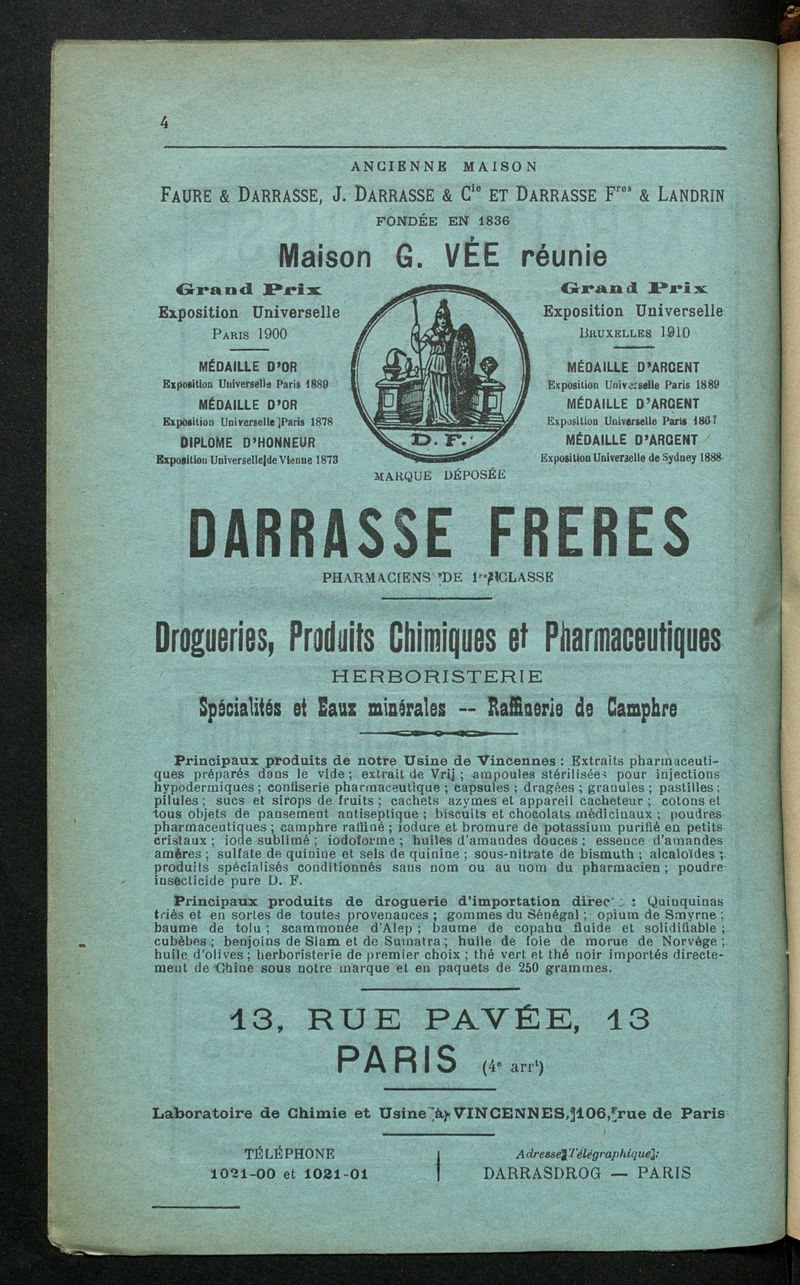 4
ANCIENNE MAISON
FAURE & DARRASSE, J. DARRASSE & Cie ET DARRASSE Fres & LANDRIN
FONDÉE EN 1836
Maison G. VÉE réunie
Grand Prix
Exposition Universelle
PARIS 1900
MÉDAILLE D'OR
Exposition Universelle Paris 1889
MÉDAILLE D'OR
Exposition Universelle Paris 1878
DIPLOME D'HONNEUR
Exposition Universelle de Vienne 1873
D. F.
MARQUE DÉPOSÉE
Grand Prix
Exposition Universelle
BRUXELLES 1910
MÉDAILLE D'ARGENT
Exposition Universelle Paris 1889
MÉDAILLE D'ARGENT
Exposition Universelle Paris 1867
MÉDAILLE D'ARGENT
Exposition Universelle de Sydney 1888
DARRASSE FRERES
PHARMACIENS DE 1re CLASSE
Drogueries, Produits Chimiques et Pharmaceutiques
HERBORISTERIE
Spécialités et Eaux minérales -- Raffinerie de Camphre
Principaux produits de notre Usine de Vincennes : Extraits pharmaceuti-
ques préparés dans le vide ; extrait de Vrij ; ampoules stérilisées pour injections
hypodermiques ; confiserie pharmaceutique ; capsules ; dragées ; granules ; pastilles ;
pilules ; sucs et sirops de fruits ; cachets azymes et appareil cacheteur ; cotons et
tous objets de pansement antiseptique ; biscuits et chocolats médicinaux ; poudres
pharmaceutiques ; camphre raffiné ; iodure et bromure de potassium purifié en petits
cristaux ; iode sublimé ; iodoforme ; huiles d'amandes douces ; essence d'amandes
amères ; sulfate de quinine et sels de quinine ; sous-nitrate de bismuth ; alcaloïdes ;
produits spécialisés conditionnés sans nom ou au nom du pharmacien ; poudre
insecticide pure D. F.
Principaux produits de droguerie d'importation direc : Quinquinas
triés et en sortes de toutes provenances ; gommes du Sénégal ; opium de Smyrne ;
baume de tolu ; scammonée d'Alep ; baume de copahu fluide et solidifiable ;
cubèbes ; benjoins de Siam et de Sumatra ; huile de foie de morue de Norvège ;
huile d'olives ; herboristerie de premier choix ; thé vert et thé noir importés directe-
ment de Chine sous notre marque et en paquets de 250 grammes.
13, RUE PAVÉE, 13
PARIS (4e arrt)
Laboratoire de Chimie et Usine à VINCENNES, 106, rue de Paris
TÉLÉPHONE
1021-00 et 1021-01
Adresse Télégraphique :
DARRASDROG — PARIS